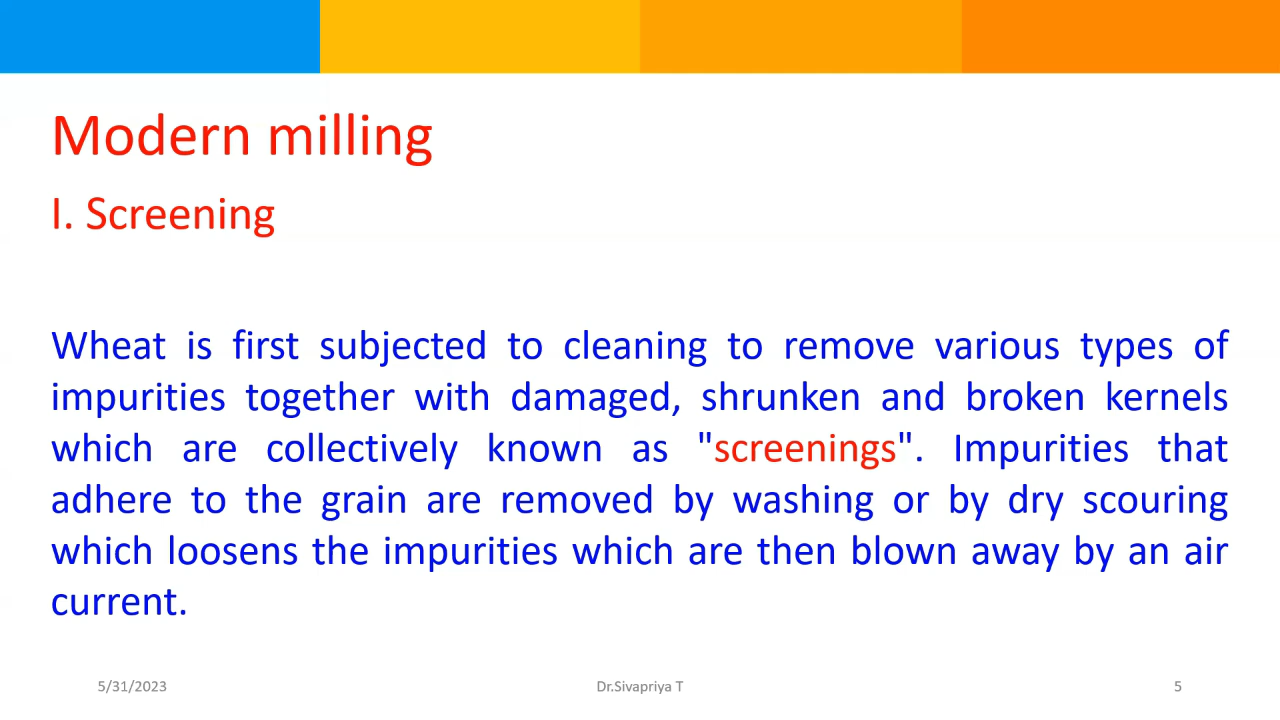 Modern milling
I. Screening
Wheat is first subjected to cleaning to remove various types of
impurities together with damaged, shrunken and broken kernels
which are collectively known as "screenings". Impurities that
adhere to the grain are removed by washing or by dry scouring
which loosens the impurities which are then blown away by an air
current.
5/31/2023
Dr.Sivapriya T
5